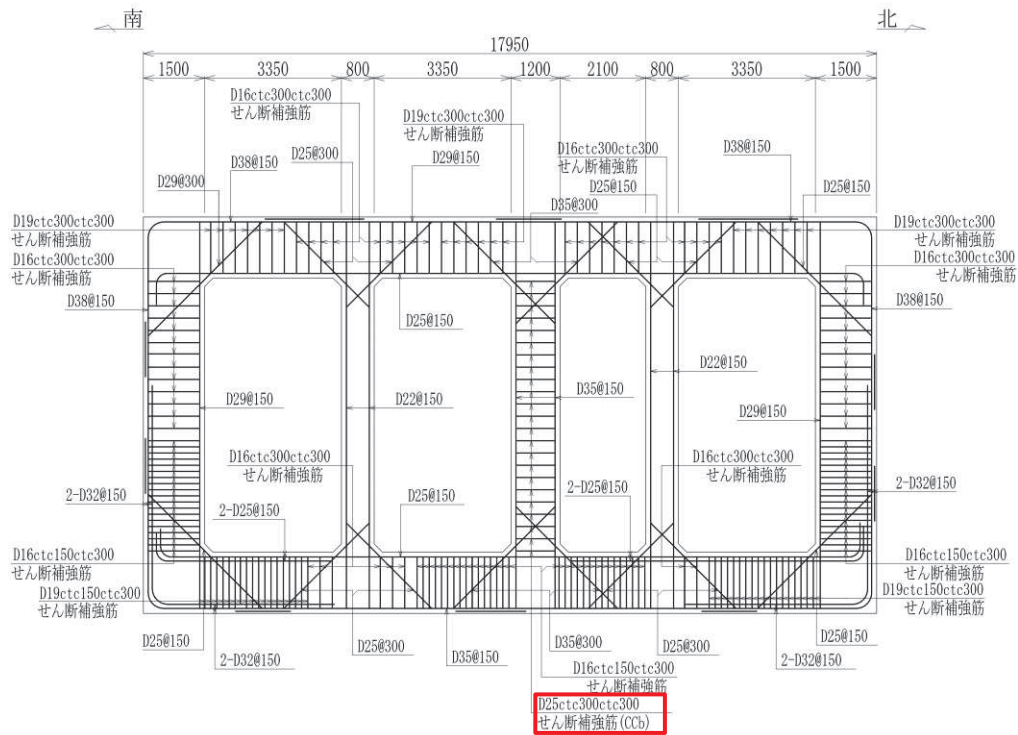 南
北
17950
1500 3350 800 3350 1200 2100 800 3350 1500
D16ctc300ctc300
せん断補強筋
D19ctc300ctc300
せん断補強筋
D16ctc300ctc300
せん断補強筋
D25@300
D29@150
D38@150
D38@150
D29@300
D25@150
D25@150
D35@300
D19ctc300ctc300
せん断補強筋
D19ctc300ctc300
せん断補強筋
D16ctc300ctc300
せん断補強筋
D16ctc300ctc300
せん断補強筋
D38@150
D38@150
D25@150
D22@150
D29@150
D22@150
D35@150
D29@150
D16ctc300ctc300
せん断補強筋
D16ctc300ctc300
せん断補強筋
2-D32@150
2-D25@150
D25@150
2-D25@150
2-D32@150
D16ctc150ctc300
せん断補強筋
D16ctc150ctc300
せん断補強筋
D19ctc150ctc300
せん断補強筋
D19ctc150ctc300
せん断補強筋
D25@150
D25@300
D35@300
D25@300
D25@150
2-D32@150
D35@150
2-D32@150
D16ctc150ctc300
せん断補強筋
D25ctc300ctc300
せん断補強筋(CCb)